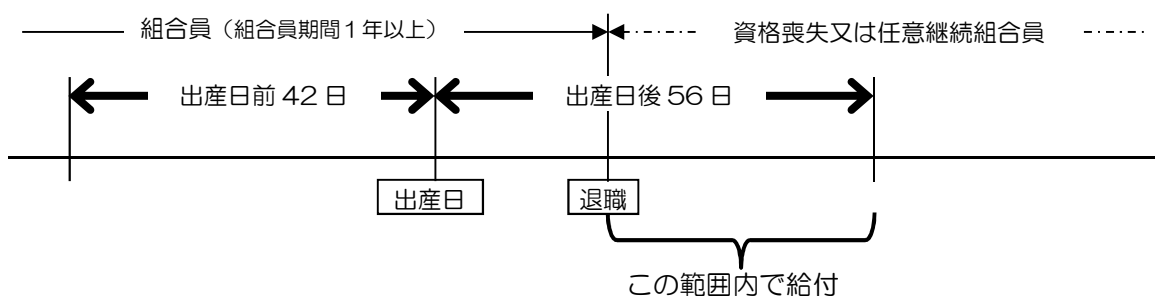 組合員（組合員期間１年以上） 資格喪失又は任意継続組合員
出産日前 42 日 出産日後 56 日
出産日 退職
この範囲内で給付